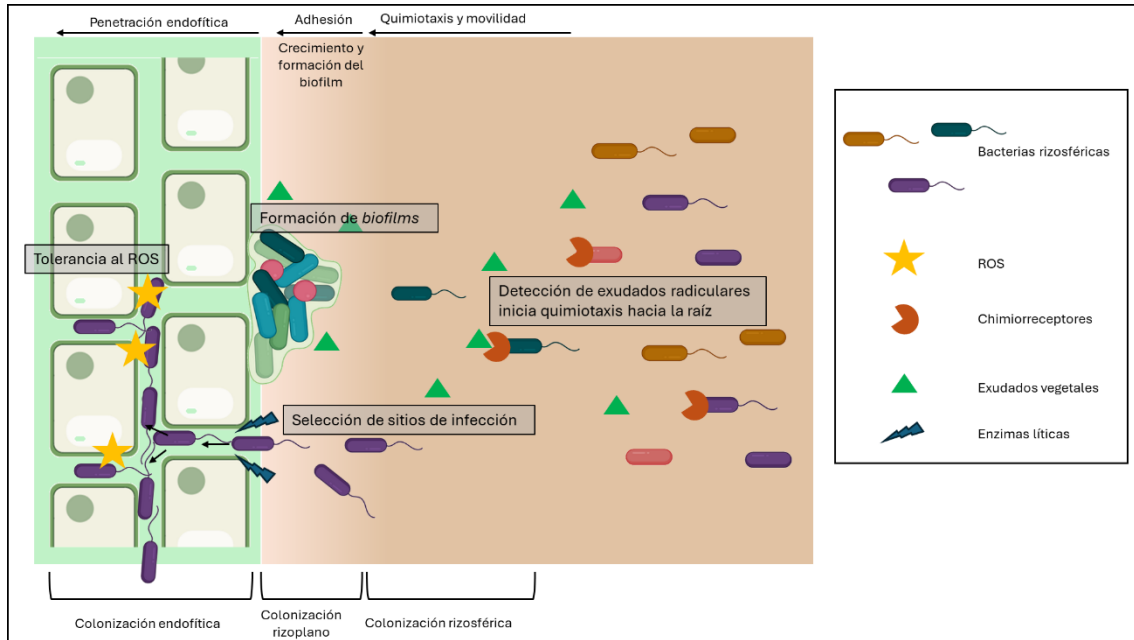 Penetración endofítica
Adhesión
Quimiotaxis y movilidad
Crecimiento y
formación del
biofilm
Formación de biofilms
Tolerancia al ROS
Detección de exudados radiculares
inicia quimiotaxis hacia la raíz
Selección de sitios de infección
Colonización endofítica
Colonización
rizoplano
Colonización rizosférica
Bacterias rizosféricas
ROS
Chimiorreceptores
Exudados vegetales
Enzimas líticas